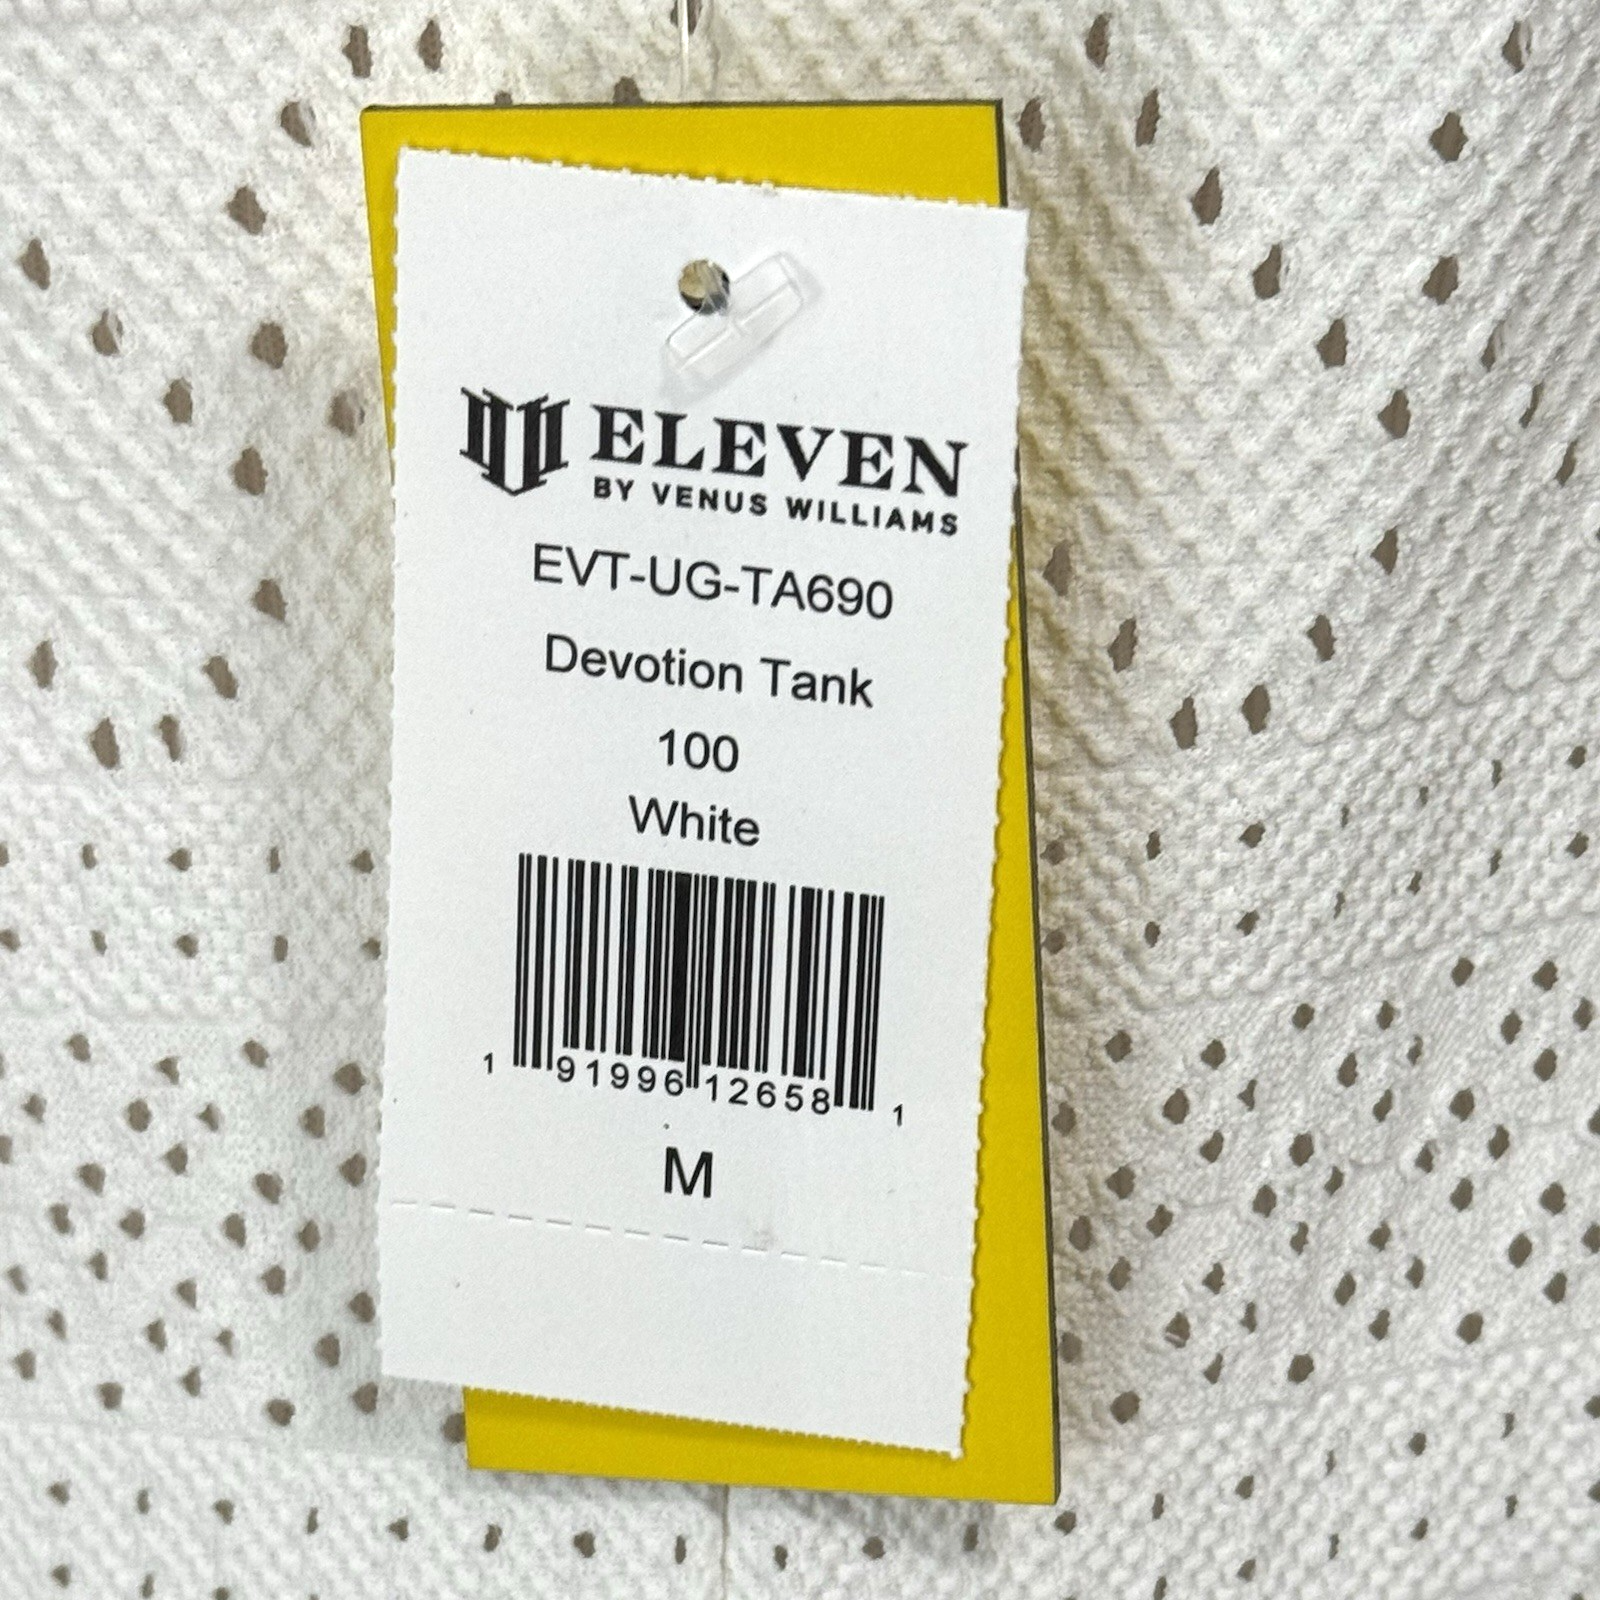 ELEVEN
BY VENUS WILLIAMS
EVT-UG-TA690
Devotion Tank
100
White
1 91996 12658 1
M